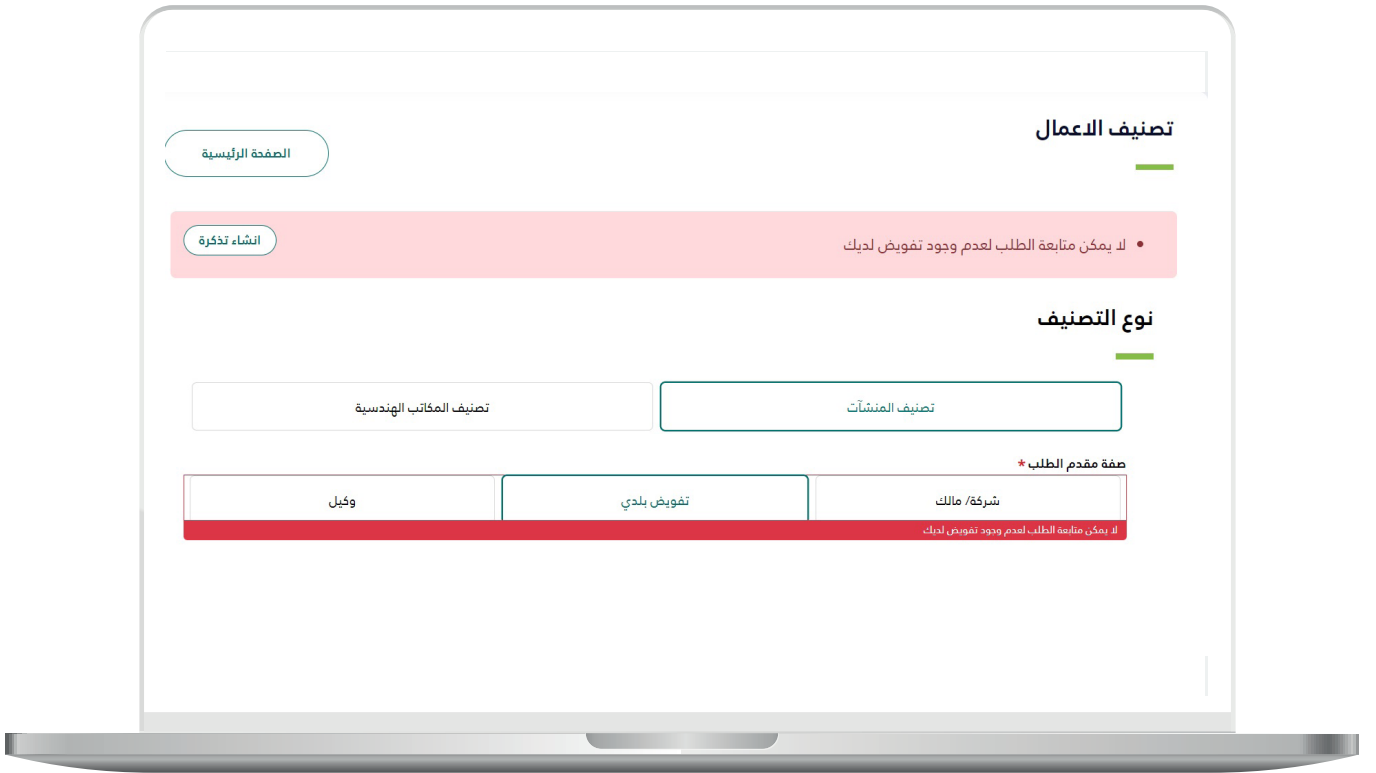 تصنيف الاعمال
الصفحة الرئيسية
لا يمكن متابعة الطلب لعدم وجود تفويض لديك
انشاء تذكرة
نوع التصنيف
تصنيف المنشآت
تصنيف المكاتب الهندسية
صفة مقدم الطلب *
شركة/ مالك
تفويض بلدي
وكيل
لا يمكن متابعة الطلب لعدم وجود تفويض لديك